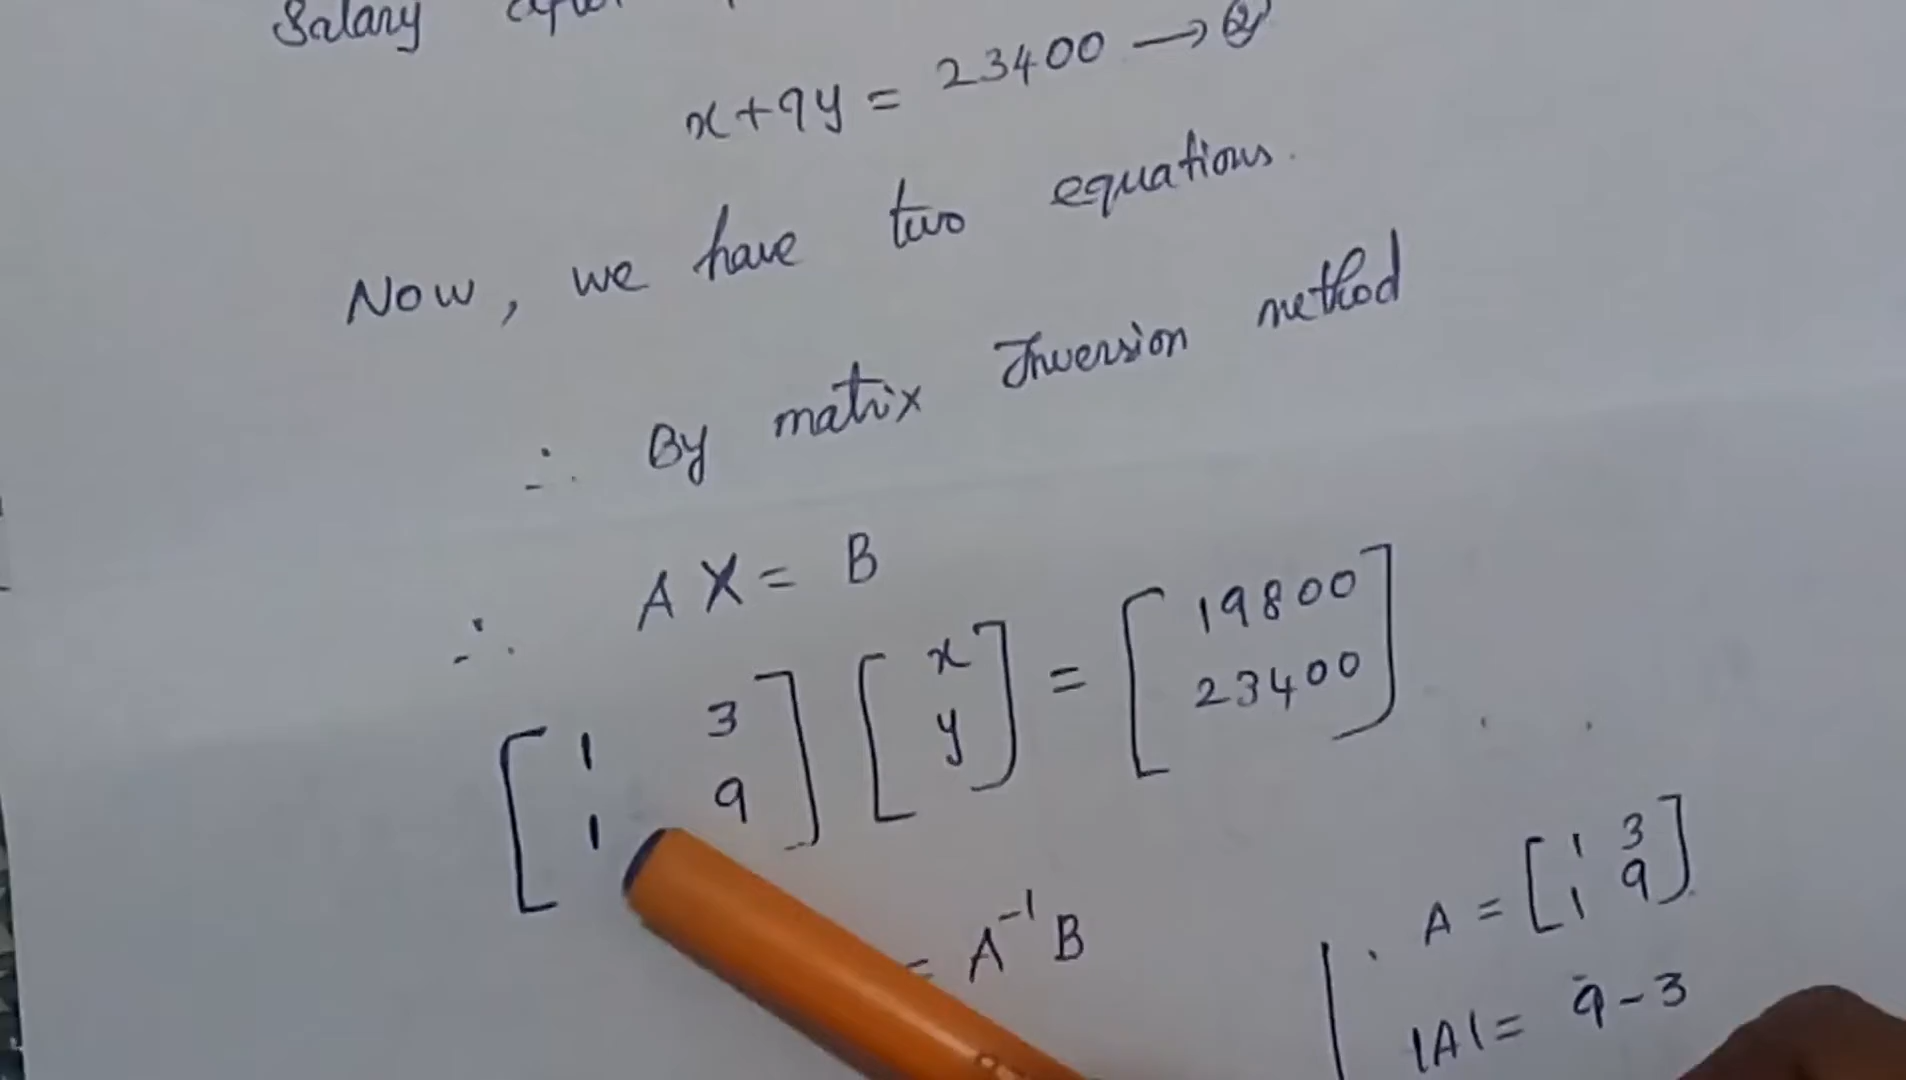 Salary after
x+9y = 23400 → (2)
Now, we have two equations.
∴ By matrix Inversion method
∴ AX = B
[1 3; 1 9] [x; y] = [19800; 23400]
= A⁻¹B
A = [1 3; 1 9]
|A| = 9-3